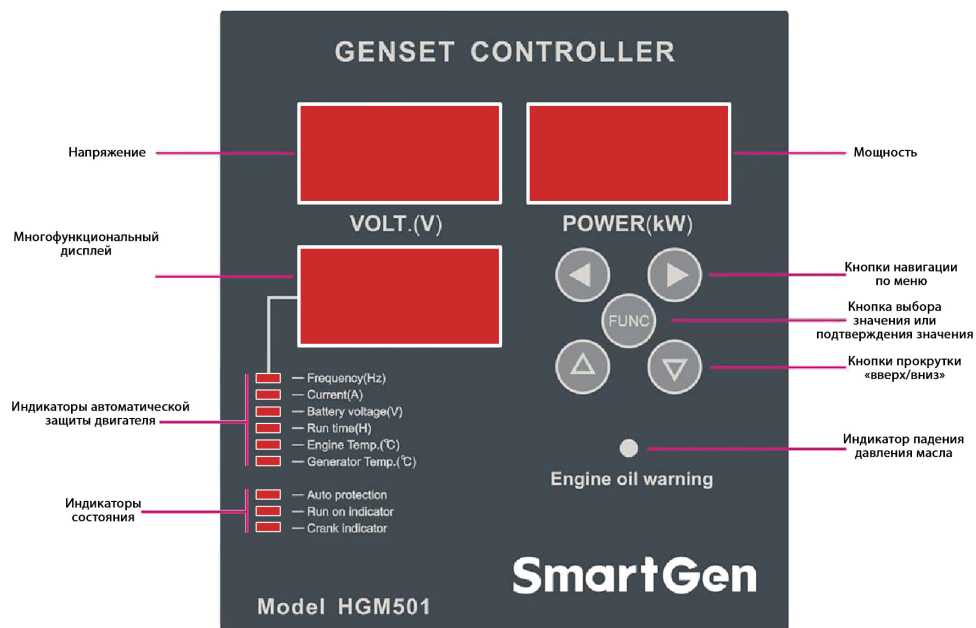 GENSET CONTROLLER
Напряжение
Мощность
VOLT.(V)
POWER(kW)
Многофункциональный
дисплей
Кнопки навигации
по меню
Кнопка выбора
значения или
подтверждения значения
FUNC
Кнопки прокрутки
«вверх/вниз»
Индикаторы автоматической
защиты двигателя
Frequency(Hz)
Current(A)
Battery voltage(V)
Run time(H)
Engine Temp.(℃)
Generator Temp.(℃)
Индикатор падения
давления масла
Engine oil warning
Индикаторы
состояния
Auto protection
Run on indicator
Crank indicator
SmartGen
Model HGM501